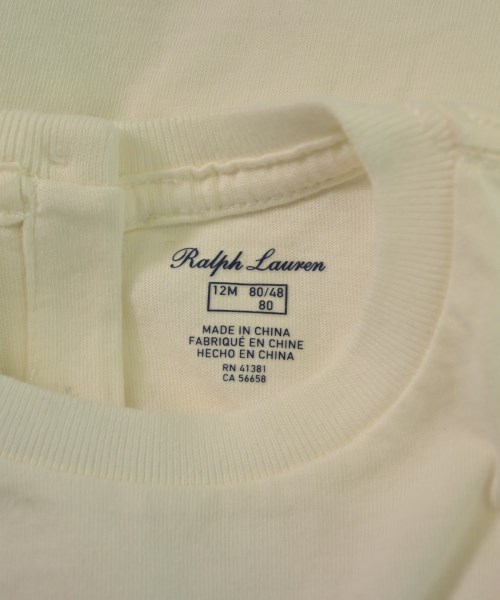 Ralph Lauren
12M 80/48
80
MADE IN CHINA
FABRIQUÉ EN CHINE
HECHO EN CHINA
RN 41381
CA 56658